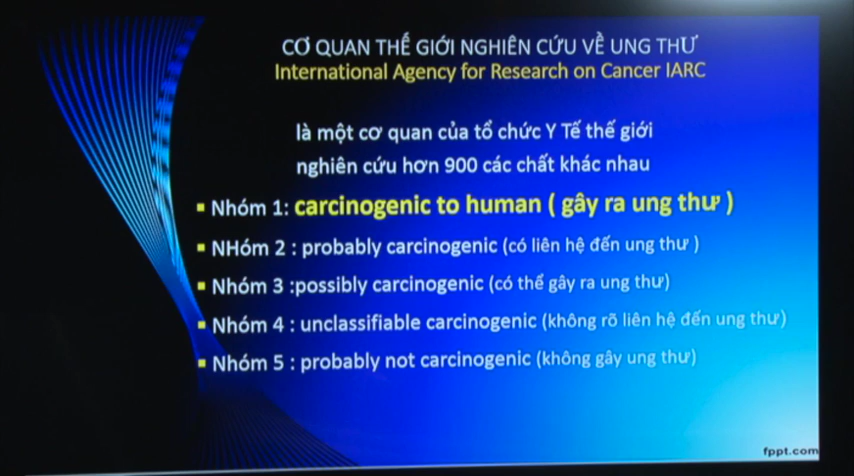 CƠ QUAN THẾ GIỚI NGHIÊN CỨU VỀ UNG THƯ
International Agency for Research on Cancer IARC
là một cơ quan của tổ chức Y Tế thế giới
nghiên cứu hơn 900 các chất khác nhau
▪ Nhóm 1: carcinogenic to human ( gây ra ung thư )
▪ NHóm 2 : probably carcinogenic (có liên hệ đến ung thư )
▪ Nhóm 3 :possibly carcinogenic (có thể gây ra ung thư)
▪ Nhóm 4 : unclassifiable carcinogenic (không rõ liên hệ đến ung thư)
▪ Nhóm 5 : probably not carcinogenic (không gây ung thư)
fppt.com